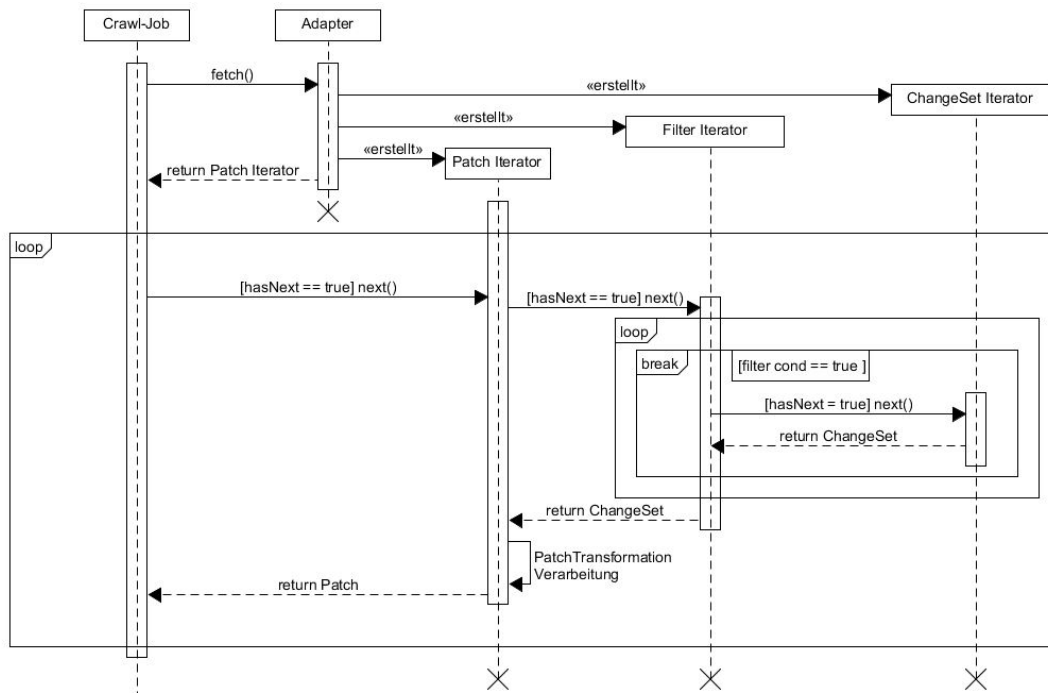 Crawl-Job
Adapter
fetch()
«erstellt»
ChangeSet Iterator
«erstellt»
Filter Iterator
«erstellt»
Patch Iterator
return Patch Iterator
loop
[hasNext == true] next()
[hasNext == true] next()
loop
break
[filter cond == true ]
[hasNext = true] next()
return ChangeSet
return ChangeSet
PatchTransformation
Verarbeitung
return Patch